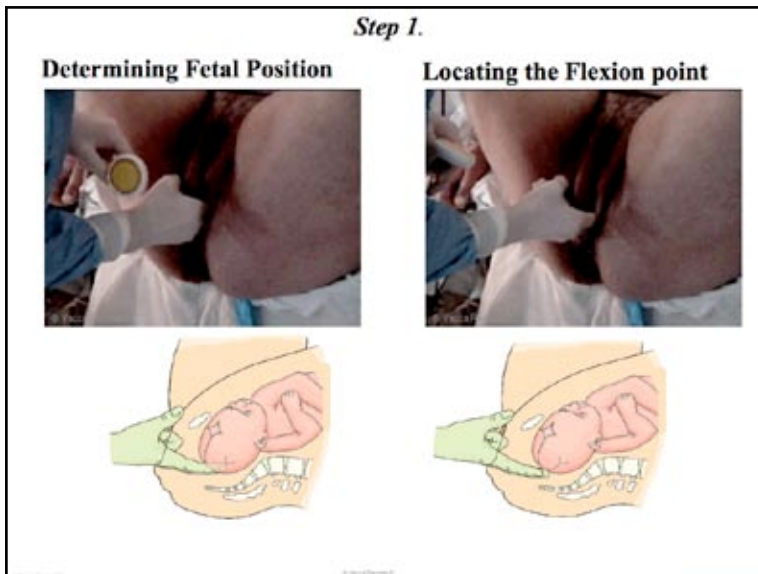 Step 1.
Determining Fetal Position
Locating the Flexion point